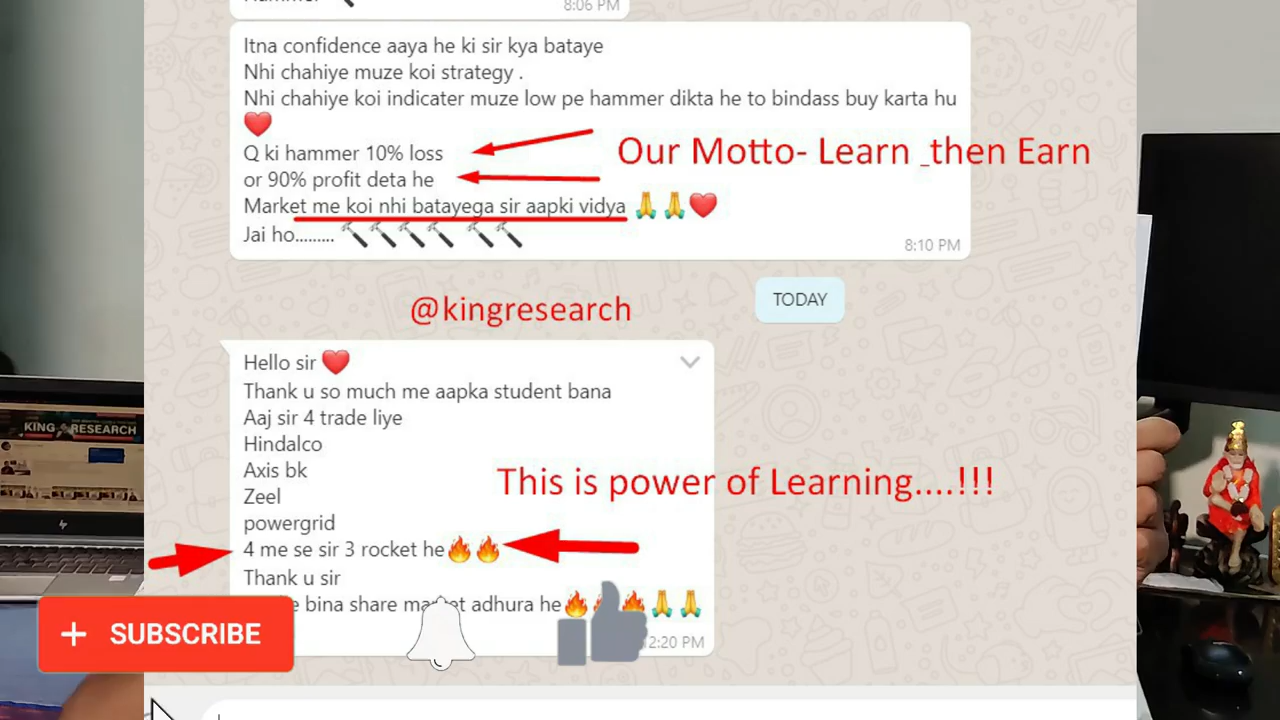 8:06 PM
Itna confidence aaya he ki sir kya bataye
Nhi chahiye muze koi strategy .
Nhi chahiye koi indicater muze low pe hammer dikta he to bindass buy karta hu
❤️
Q ki hammer 10% loss
or 90% profit deta he
Our Motto- Learn _then Earn
Market me koi nhi batayega sir aapki vidya 🙏 🙏❤️
Jai ho......... 🔨🔨🔨🔨 🔨🔨
8:10 PM
TODAY
@kingresearch
Hello sir ❤️
Thank u so much me aapka student bana
Aaj sir 4 trade liye
Hindalco
Axis bk
Zeel
This is power of Learning....!!!
powergrid
4 me se sir 3 rocket he🔥🔥
Thank u sir
bina share market adhura he🔥🔥🔥🙏🙏
2:20 PM
KING RESEARCH
+ SUBSCRIBE